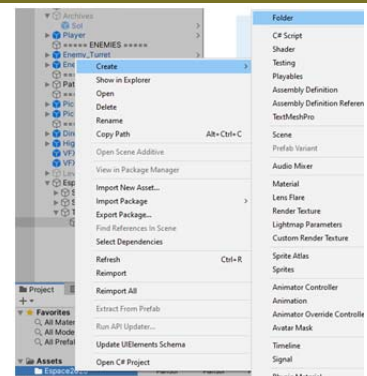 Archives
Sol
Player
===== ENEMIES =====
Enemy_Turret
Create
Show in Explorer
Open
Delete
Rename
Copy Path Alt+Ctrl+C
Open Scene Additive
View in Package Manager
Import New Asset...
Import Package
Export Package...
Find References In Scene
Select Dependencies
Refresh Ctrl+R
Reimport
Reimport All
Extract From Prefab
Run API Updater...
Update UIElements Schema
Open C# Project
Folder
C# Script
Shader
Testing
Playables
Assembly Definition
Assembly Definition Referen
TextMeshPro
Scene
Prefab Variant
Audio Mixer
Material
Lens Flare
Render Texture
Lightmap Parameters
Custom Render Texture
Sprite Atlas
Sprites
Animator Controller
Animation
Animator Override Controlle
Avatar Mask
Timeline
Signal
Project
Favorites
All Mater
All Mode
All Prefal
Assets